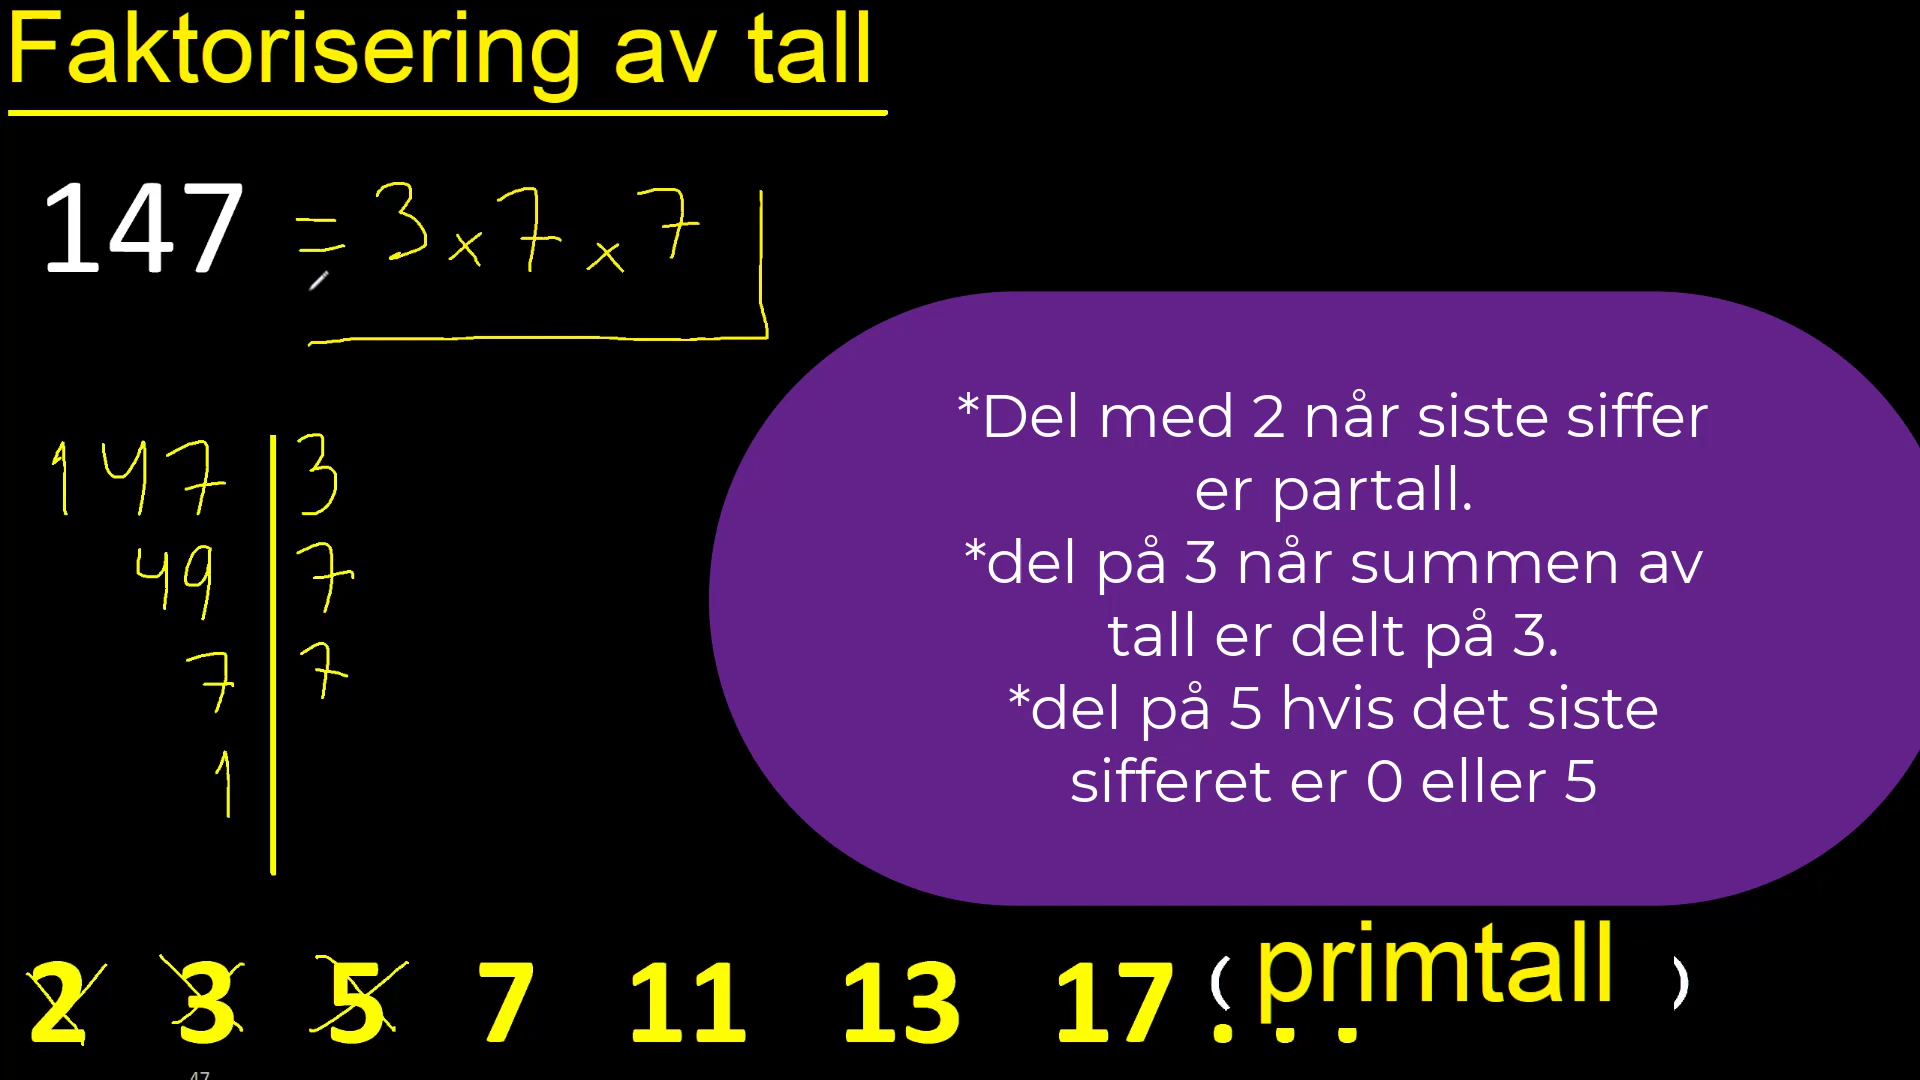 Faktorisering av tall
147 = 3 x 7 x 7
147 | 3
49 | 7
7 | 7
1
*Del med 2 når siste siffer
er partall.
*del på 3 når summen av
tall er delt på 3.
*del på 5 hvis det siste
sifferet er 0 eller 5
2 3 5 7 11 13 17 ... ( primtall )
47